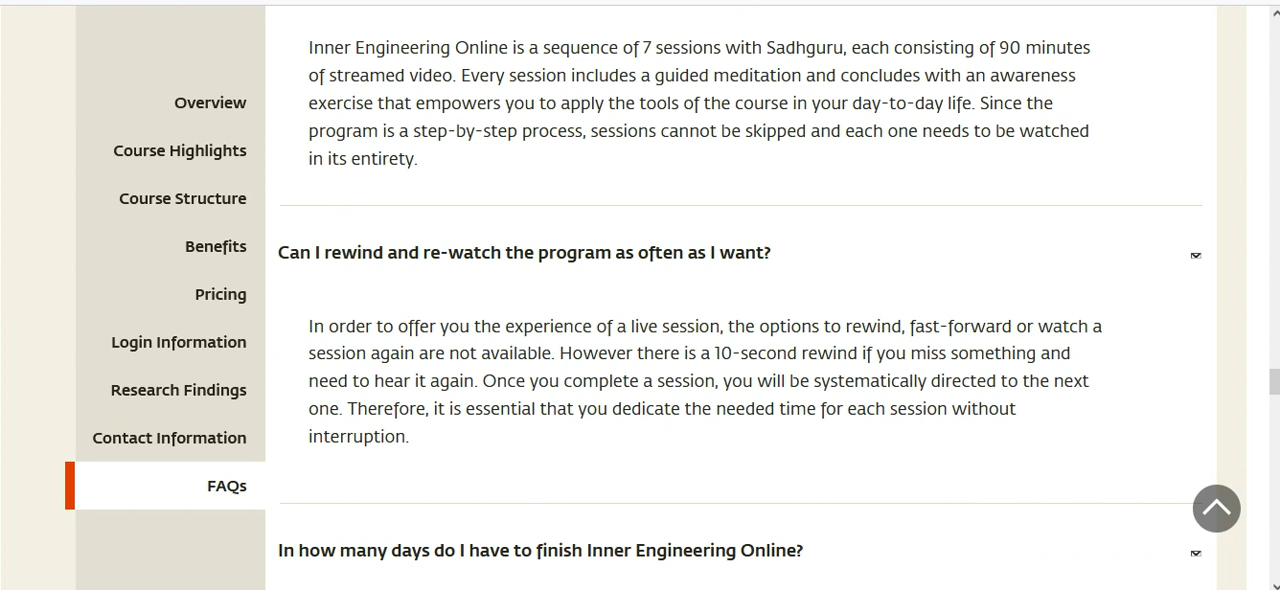 Overview
Course Highlights
Course Structure
Benefits
Pricing
Login Information
Research Findings
Contact Information
FAQs
Inner Engineering Online is a sequence of 7 sessions with Sadhguru, each consisting of 90 minutes
of streamed video. Every session includes a guided meditation and concludes with an awareness
exercise that empowers you to apply the tools of the course in your day-to-day life. Since the
program is a step-by-step process, sessions cannot be skipped and each one needs to be watched
in its entirety.
Can I rewind and re-watch the program as often as I want?
In order to offer you the experience of a live session, the options to rewind, fast-forward or watch a
session again are not available. However there is a 10-second rewind if you miss something and
need to hear it again. Once you complete a session, you will be systematically directed to the next
one. Therefore, it is essential that you dedicate the needed time for each session without
interruption.
In how many days do I have to finish Inner Engineering Online?